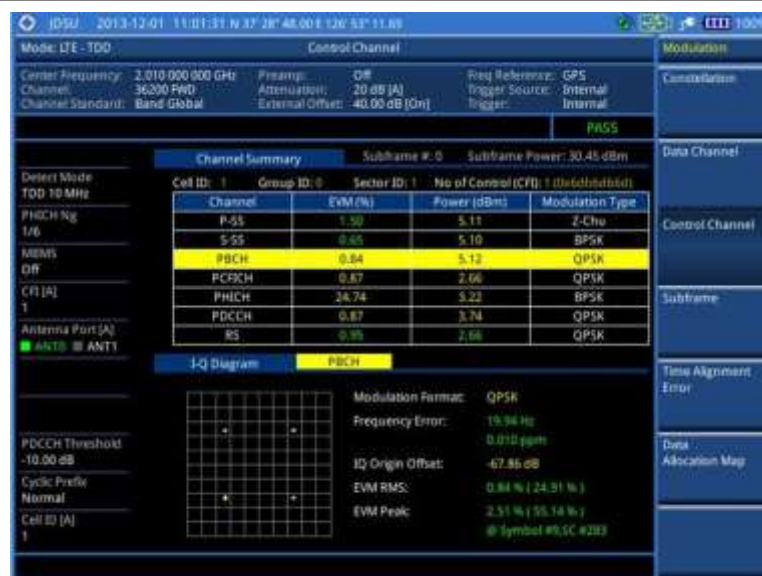 JDSU 2013-12-01 11:01:31 N 37° 28" 48.00 E 126° 53" 11.69 100%
Mode: LTE - TDD Control Channel Modulation
Center Frequency: 2.010 000 000 GHz Preamp: Off Freq Reference: GPS
Channel: 36200 FWD Attenuation: 20 dB [A] Trigger Source: Internal
Channel Standard: Band Global External Offset: 40.00 dB [On] Trigger: Internal
Constellation
PASS
Channel Summary Subframe #: 0 Subframe Power: 30.45 dBm
Data Channel
Detect Mode
TDD 10 MHz
Cell ID: 1 Group ID: 0 Sector ID: 1 No of Control (CFI): 1
Channel EVM (%) Power (dBm) Modulation Type
P-SS 1.50 5.11 Z-Chu
S-SS 0.65 5.10 BPSK
PBCH 0.84 5.12 QPSK
PCFICH 0.87 2.66 QPSK
PHICH 24.74 5.22 BPSK
PDCCH 0.87 3.74 QPSK
RS 0.95 2.66 QPSK
PHICH Ng
1/6
MBMS
Off
CFI [A]
1
Antenna Port [A]
ANT0 ANT1
Control Channel
Subframe
I-Q Diagram PBCH
Time Alignment
Error
Modulation Format: QPSK
Frequency Error: 19.94 Hz
0.010 ppm
IQ Origin Offset: -67.86 dB
EVM RMS: 0.84 % ( 24.91 % )
EVM Peak: 2.51 % ( 55.14 % )
@ Symbol #9,SC #283
PDCCH Threshold
-10.00 dB
Cyclic Prefix
Normal
Cell ID [A]
1
Data
Allocation Map